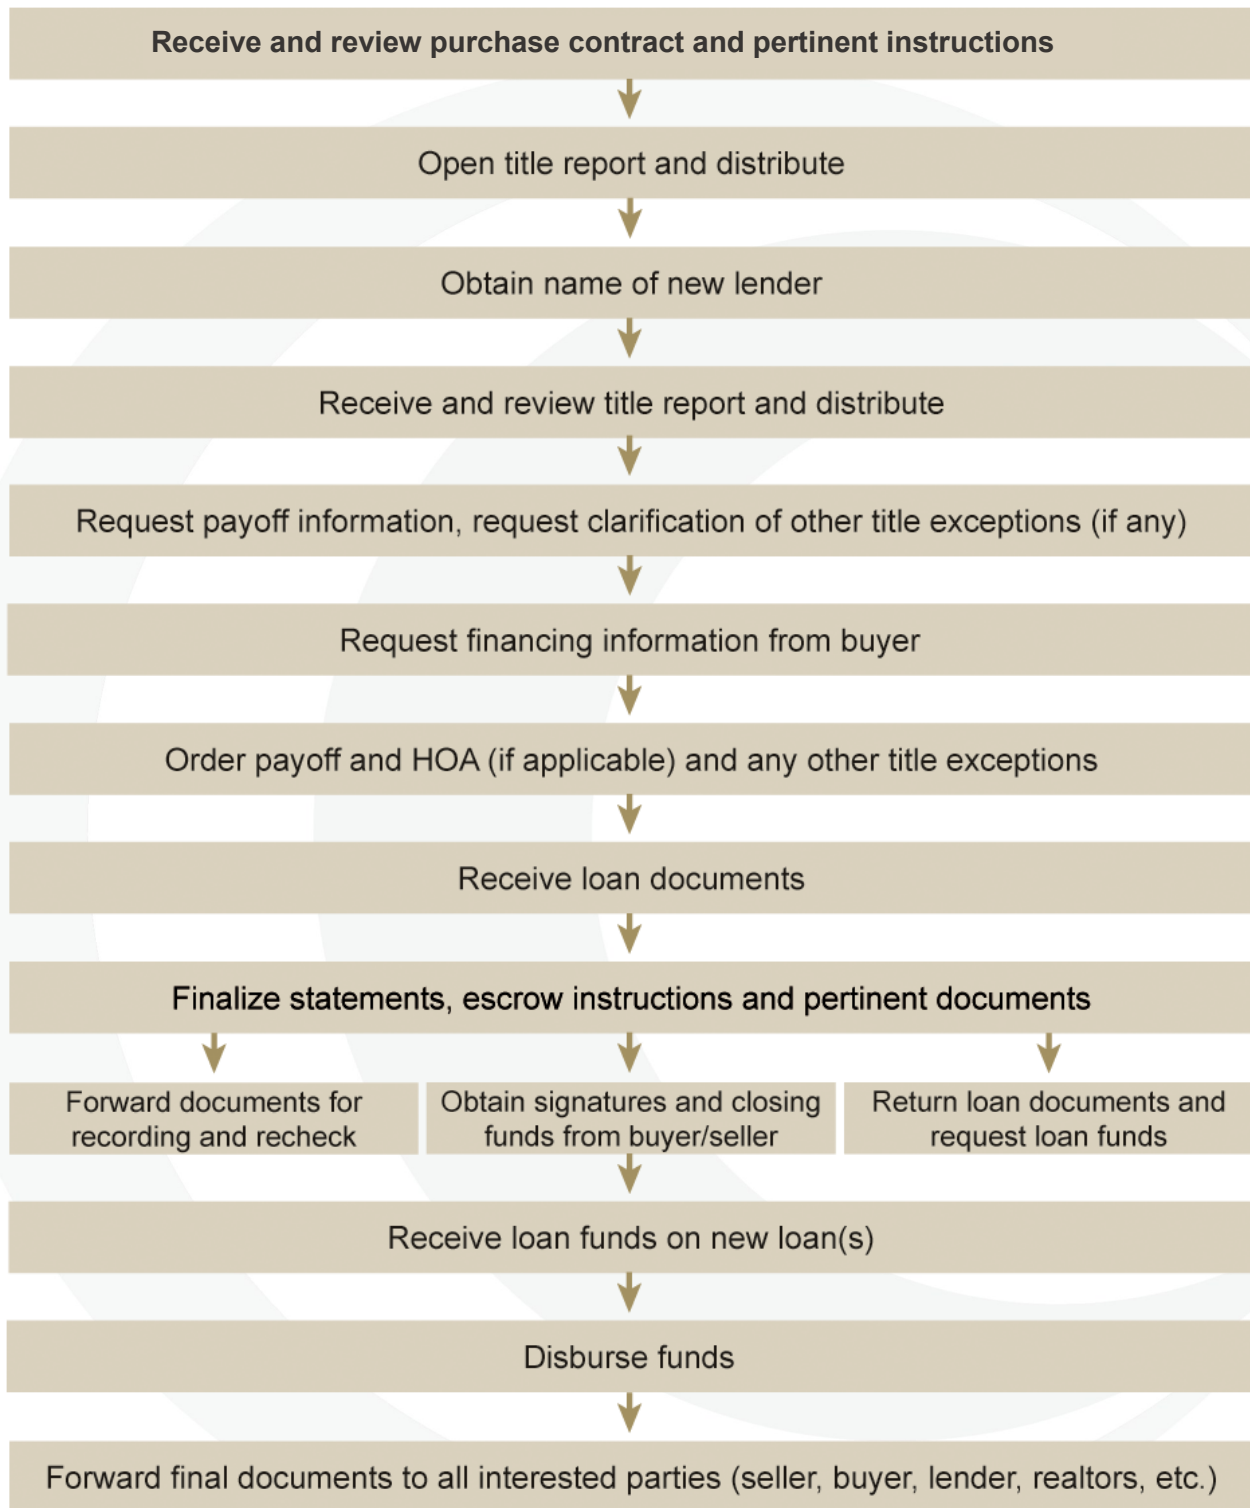 Receive and review purchase contract and pertinent instructions
Open title report and distribute
Obtain name of new lender
Receive and review title report and distribute
Request payoff information, request clarification of other title exceptions (if any)
Request financing information from buyer
Order payoff and HOA (if applicable) and any other title exceptions
Receive loan documents
Finalize statements, escrow instructions and pertinent documents
Forward documents for
recording and recheck
Obtain signatures and closing
funds from buyer/seller
Return loan documents and
request loan funds
Receive loan funds on new loan(s)
Disburse funds
Forward final documents to all interested parties (seller, buyer, lender, realtors, etc.)